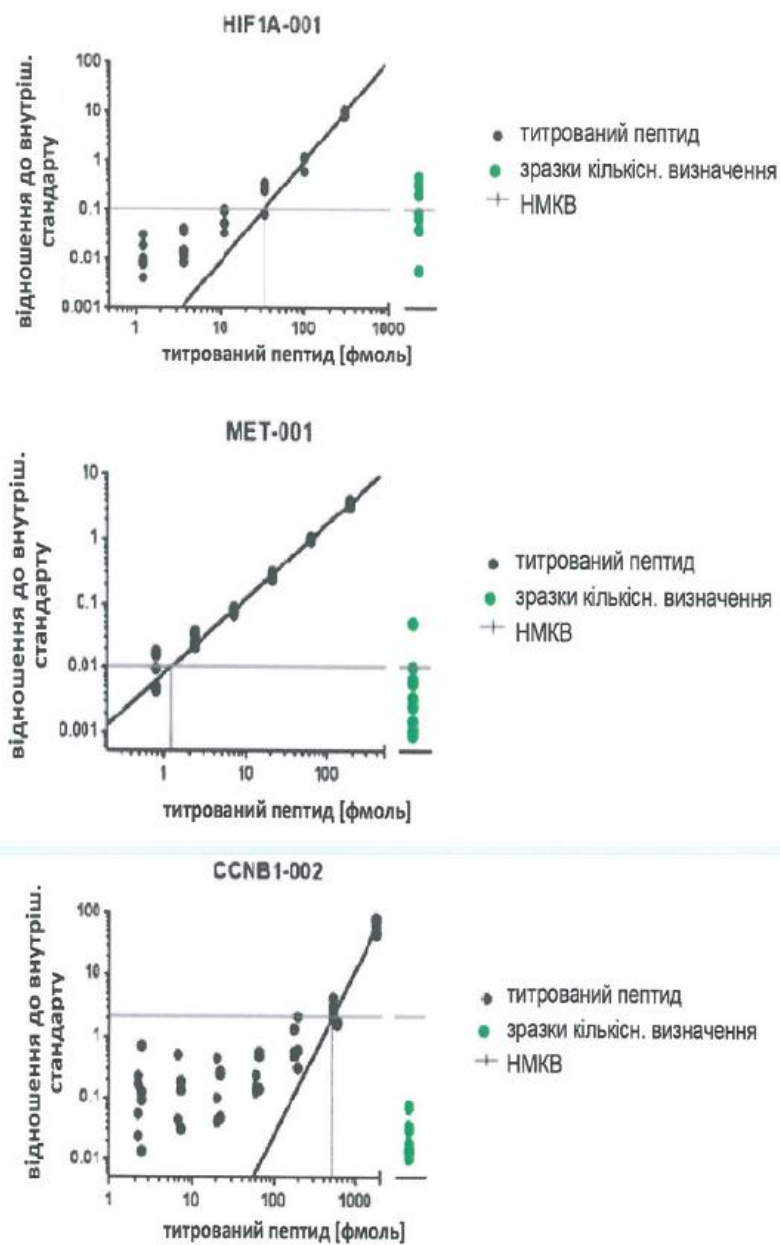 HIF1A-001
відношення до внутріш.
стандарту
100
10
1
0.1
0.01
0.001
1
10
100
1000
титрований пептид [фмоль]
титрований пептид
зразки кількісн. визначення
НМКВ
MET-001
відношення до внутріш.
стандарту
10
1
0.1
0.01
0.001
1
10
100
титрований пептид [фмоль]
титрований пептид
зразки кількісн. визначення
НМКВ
CCNB1-002
відношення до внутріш.
стандарту
100
10
1
0.1
0.01
1
10
100
1000
титрований пептид [фмоль]
титрований пептид
зразки кількісн. визначення
НМКВ